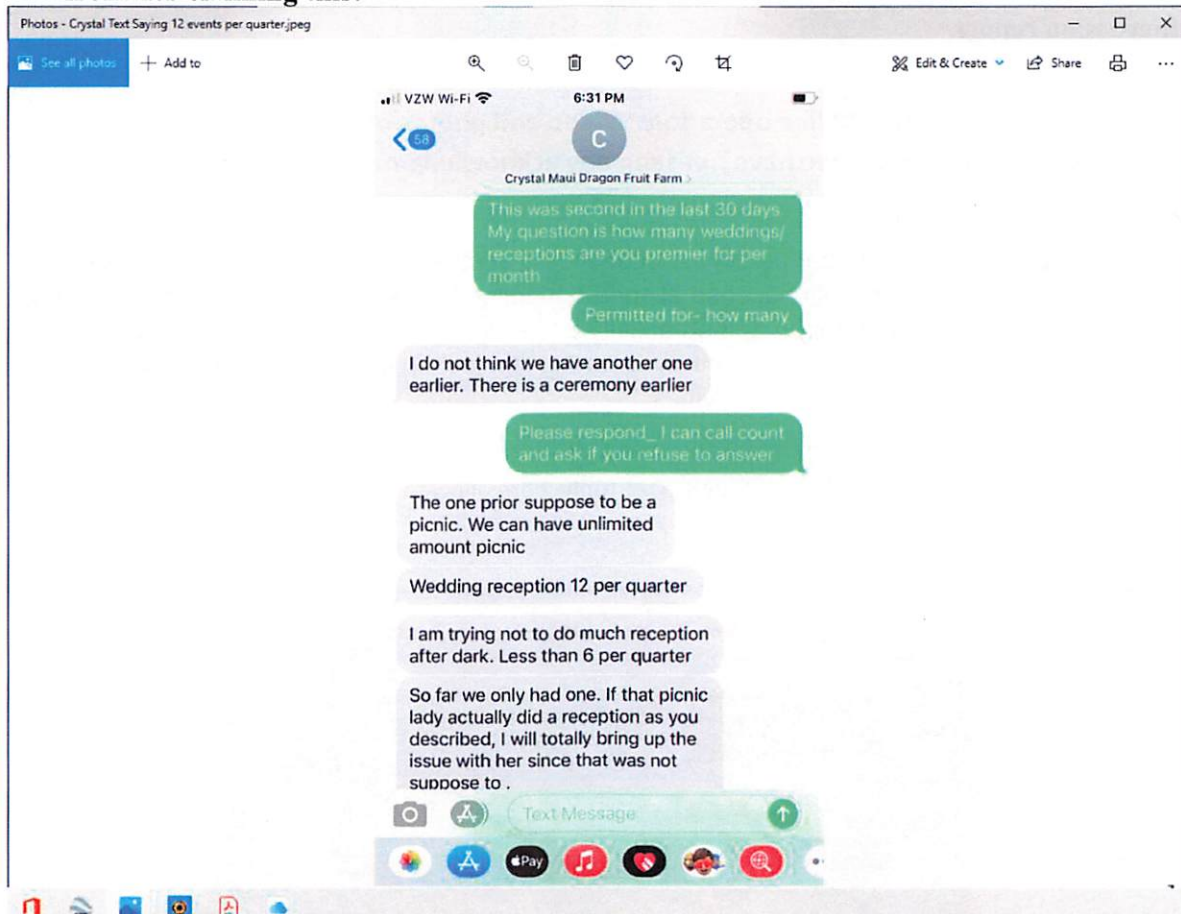 Photos - Crystal Text Saying 12 events per quarter.jpeg
See all photos + Add to
Edit & Create Share
VZW Wi-Fi 6:31 PM
58
C
Crystal Maui Dragon Fruit Farm >
This was second in the last 30 days
My question is how many weddings/
receptions are you premier for per
month
Permitted for- how many
I do not think we have another one
earlier. There is a ceremony earlier
Please respond_ I can call count
and ask if you refuse to answer
The one prior suppose to be a
picnic. We can have unlimited
amount picnic
Wedding reception 12 per quarter
I am trying not to do much reception
after dark. Less than 6 per quarter
So far we only had one. If that picnic
lady actually did a reception as you
described, I will totally bring up the
issue with her since that was not
suppose to .
Text Message
Pay